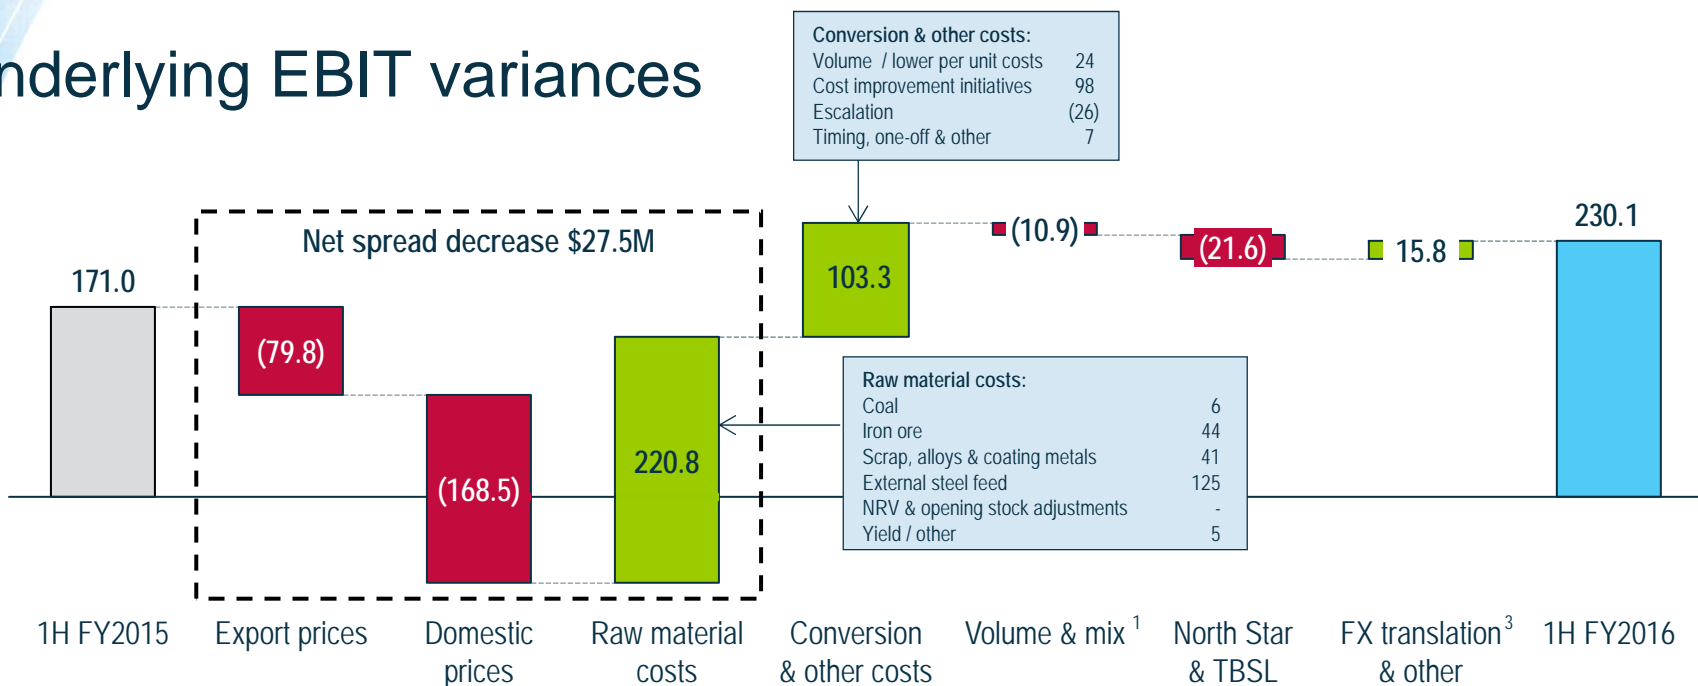 nderlying EBIT variances
Conversion & other costs:
Volume / lower per unit costs 24
Cost improvement initiatives 98
Escalation (26)
Timing, one-off & other 7
Net spread decrease $27.5M
171.0
(79.8)
(168.5)
220.8
103.3
(10.9)
(21.6)
15.8
230.1
Raw material costs:
Coal 6
Iron ore 44
Scrap, alloys & coating metals 41
External steel feed 125
NRV & opening stock adjustments -
Yield / other 5
1H FY2015
Export prices
Domestic
prices
Raw material
costs
Conversion
& other costs
Volume & mix 1
North Star
& TBSL
FX translation 3
& other
1H FY2016